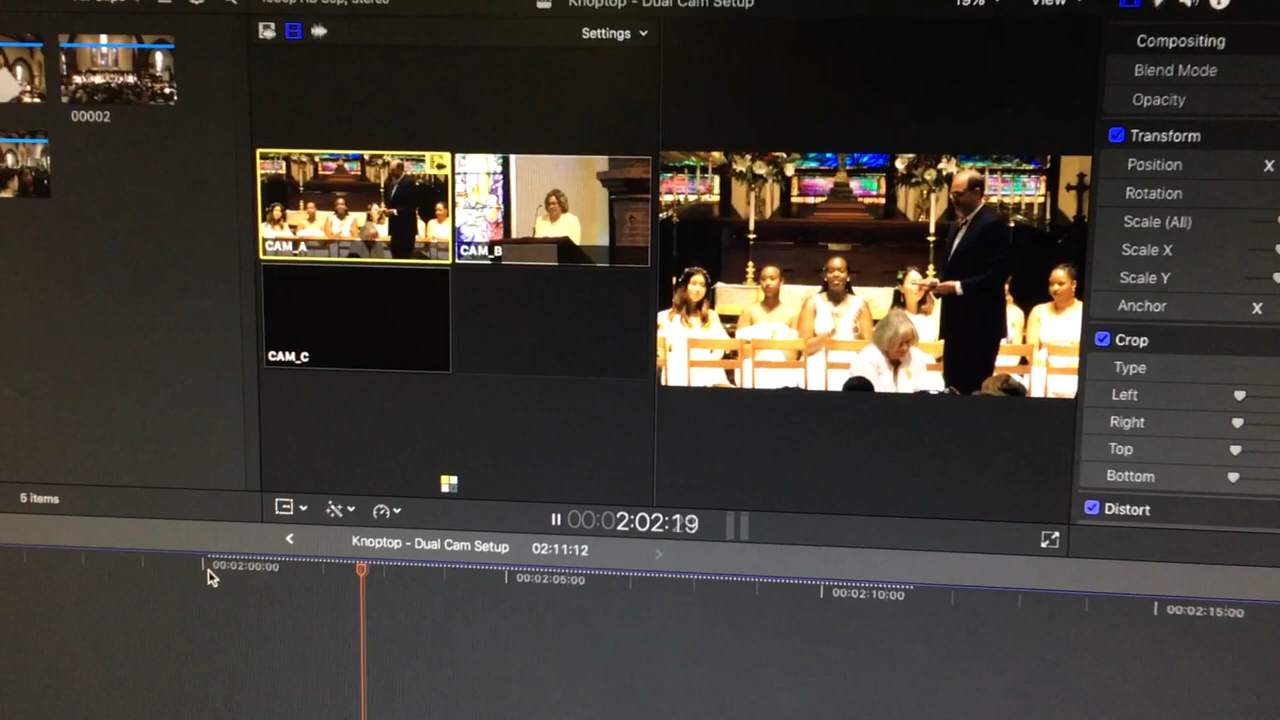 Knoptop - Dual Cam Setup
View
Settings
Compositing
Blend Mode
Opacity
00002
Transform
Position X
Rotation
Scale (All)
Scale X
Scale Y
Anchor X
CAM_A
CAM_B
CAM_C
Crop
Type
Left
Right
Top
Bottom
Distort
5 items
00:02:02:19
Knoptop - Dual Cam Setup 02:11:12
00:02:00:00
00:02:05:00
00:02:10:00
00:02:15:00